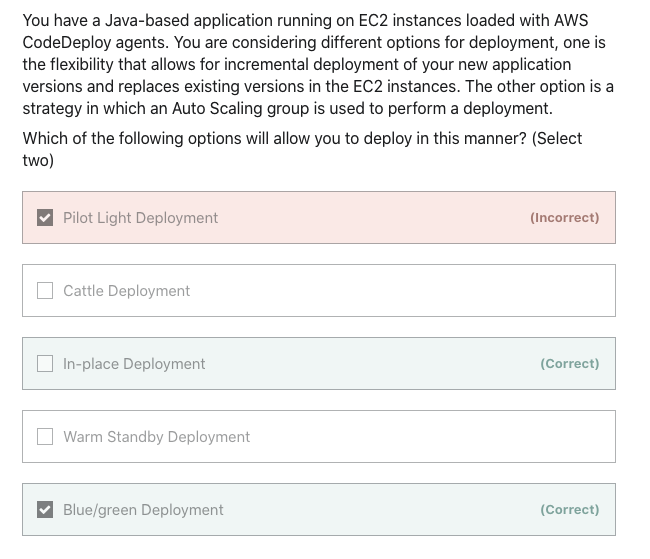 You have a Java-based application running on EC2 instances loaded with AWS
CodeDeploy agents. You are considering different options for deployment, one is
the flexibility that allows for incremental deployment of your new application
versions and replaces existing versions in the EC2 instances. The other option is a
strategy in which an Auto Scaling group is used to perform a deployment.
Which of the following options will allow you to deploy in this manner? (Select
two)
Pilot Light Deployment (Incorrect)
Cattle Deployment
In-place Deployment (Correct)
Warm Standby Deployment
Blue/green Deployment (Correct)